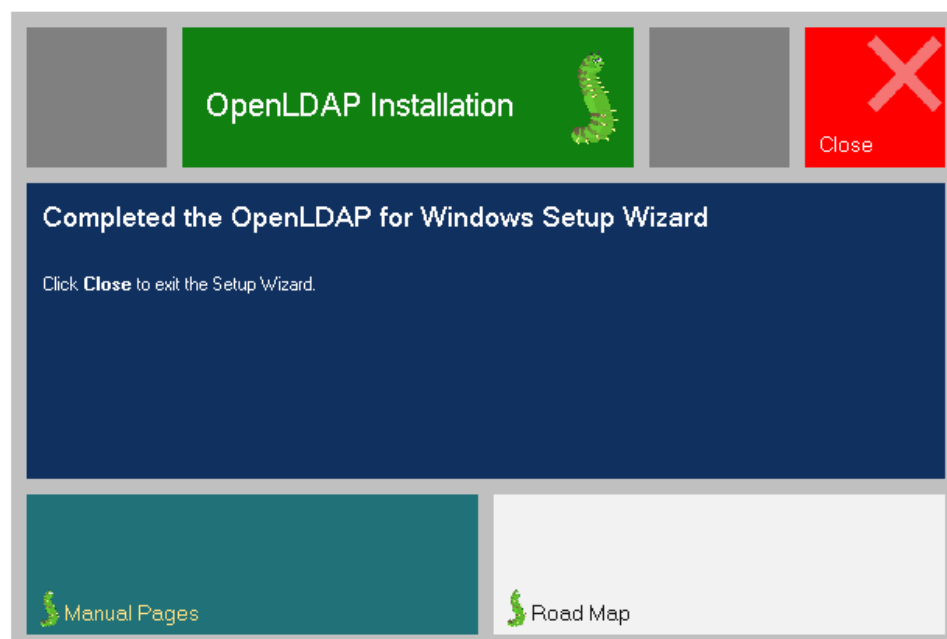 OpenLDAP Installation
Close
Completed the OpenLDAP for Windows Setup Wizard
Click Close to exit the Setup Wizard.
Manual Pages
Road Map